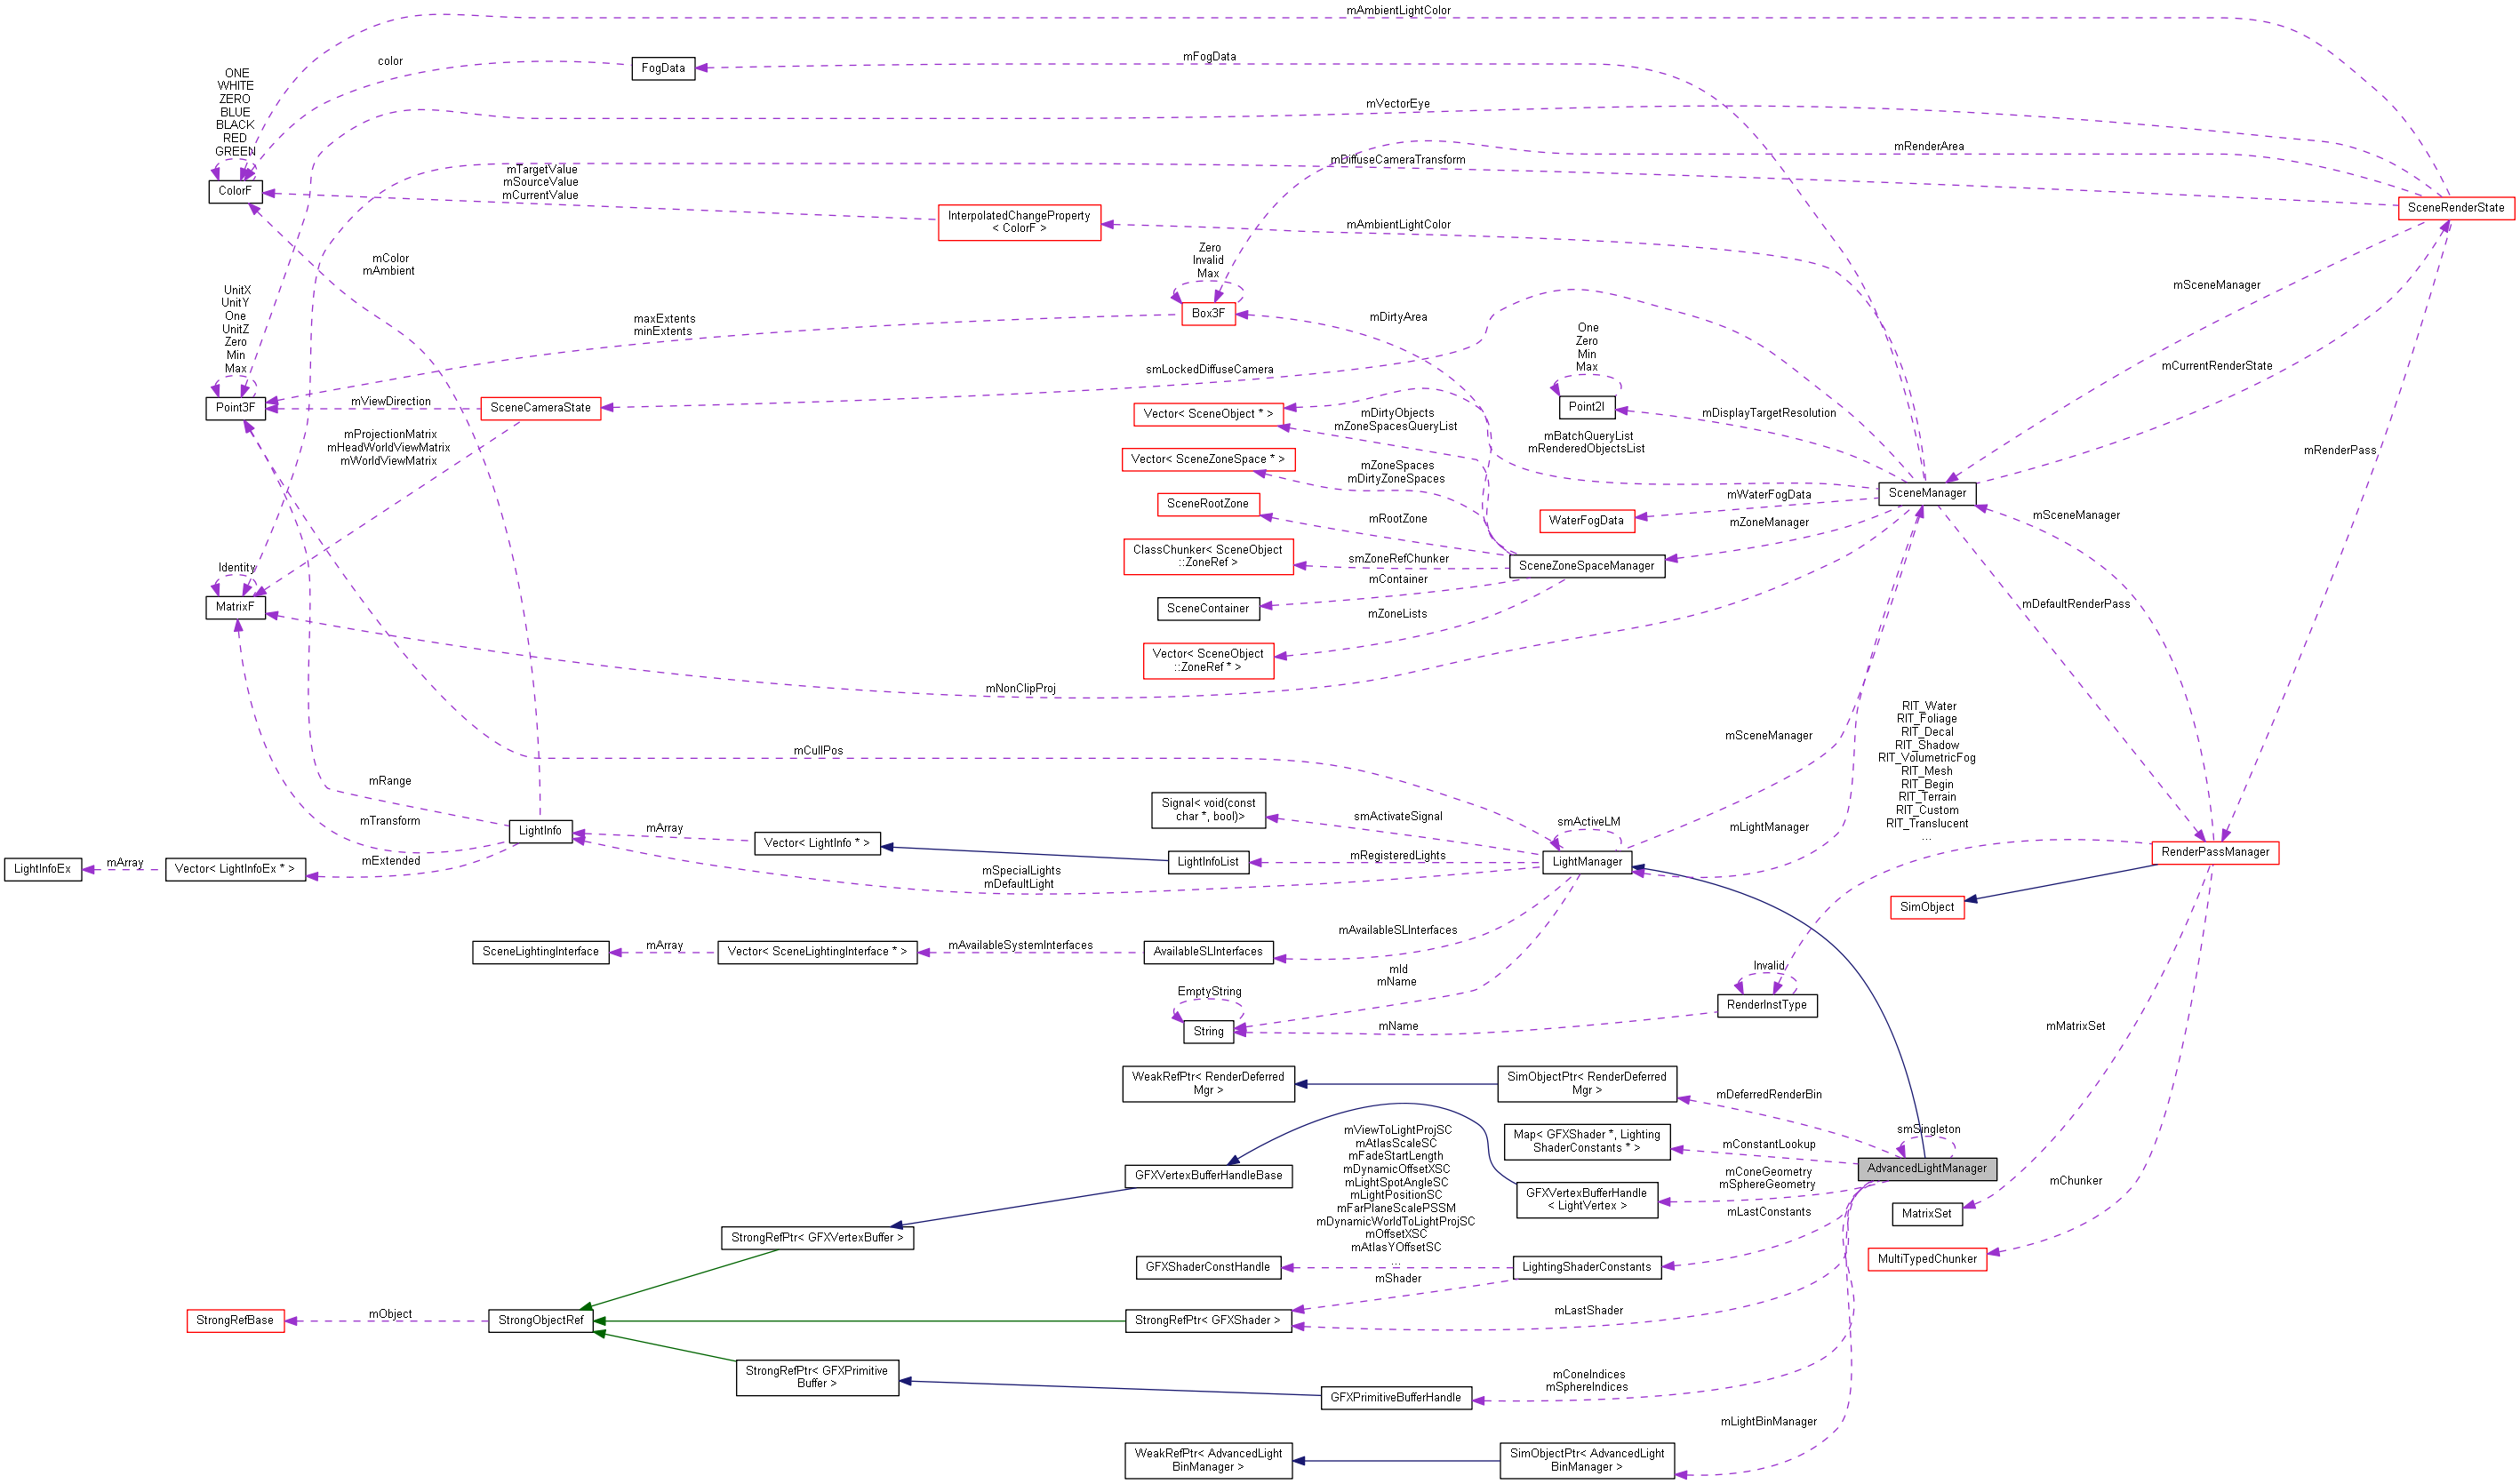 mAmbientLightColor
mFogData
color
FogData
ONE
WHITE
ZERO
BLUE
BLACK
RED
GREEN
mVectorEye
mRenderArea
mDiffuseCameraTransform
mTargetValue
mSourceValue
mCurrentValue
ColorF
SceneRenderState
InterpolatedChangeProperty
< ColorF >
mAmbientLightColor
mColor
mAmbient
Zero
Invalid
Max
mSceneManager
UnitX
UnitY
One
UnitZ
Zero
Min
Max
maxExtents
minExtents
Box3F
mDirtyArea
One
Zero
Min
Max
smLockedDiffuseCamera
mCurrentRenderState
Point3F
mViewDirection
SceneCameraState
Vector< SceneObject * >
mDirtyObjects
mZoneSpacesQueryList
Point2I
mDisplayTargetResolution
mProjectionMatrix
mHeadWorldViewMatrix
mWorldViewMatrix
mBatchQueryList
mRenderedObjectsList
mRenderPass
Vector< SceneZoneSpace * >
mZoneSpaces
mDirtyZoneSpaces
SceneManager
mWaterFogData
SceneRootZone
mRootZone
WaterFogData
mZoneManager
mSceneManager
ClassChunker< SceneObject
::ZoneRef >
smZoneRefChunker
SceneZoneSpaceManager
Identity
mContainer
MatrixF
SceneContainer
mZoneLists
mDefaultRenderPass
Vector< SceneObject
::ZoneRef * >
mNonClipProj
RIT_Water
RIT_Foliage
RIT_Decal
RIT_Shadow
RIT_VolumetricFog
RIT_Mesh
RIT_Begin
RIT_Terrain
RIT_Custom
RIT_Translucent
...
mCullPos
mSceneManager
mRange
Signal< void(const
char *, bool)>
smActivateSignal
mTransform
LightInfo
mArray
Vector< LightInfo * >
smActiveLM
mLightManager
RenderPassManager
LightInfoEx
mArray
Vector< LightInfoEx * >
mExtended
mSpecialLights
mDefaultLight
LightInfoList
mRegisteredLights
LightManager
SimObject
SceneLightingInterface
mArray
Vector< SceneLightingInterface * >
mAvailableSystemInterfaces
AvailableSLInterfaces
mAvailableSLInterfaces
mId
mName
EmptyString
String
mName
Invalid
RenderInstType
mMatrixSet
WeakRefPtr< RenderDeferred
Mgr >
SimObjectPtr< RenderDeferred
Mgr >
mDeferredRenderBin
smSingleton
mViewToLightProjSC
mAtlasScaleSC
mFadeStartLength
mDynamicOffsetXSC
mLightSpotAngleSC
mLightPositionSC
mFarPlaneScalePSSM
mDynamicWorldToLightProjSC
mOffsetXSC
mAtlasYOffsetSC
...
Map< GFXShader *, Lighting
ShaderConstants * >
mConstantLookup
AdvancedLightManager
GFXVertexBufferHandleBase
GFXVertexBufferHandle
< LightVertex >
mConeGeometry
mSphereGeometry
mChunker
MatrixSet
StrongRefPtr< GFXVertexBuffer >
mLastConstants
GFXShaderConstHandle
LightingShaderConstants
MultiTypedChunker
mShader
StrongRefBase
mObject
StrongObjectRef
StrongRefPtr< GFXShader >
mLastShader
StrongRefPtr< GFXPrimitive
Buffer >
GFXPrimitiveBufferHandle
mConeIndices
mSphereIndices
mLightBinManager
WeakRefPtr< AdvancedLight
BinManager >
SimObjectPtr< AdvancedLight
BinManager >